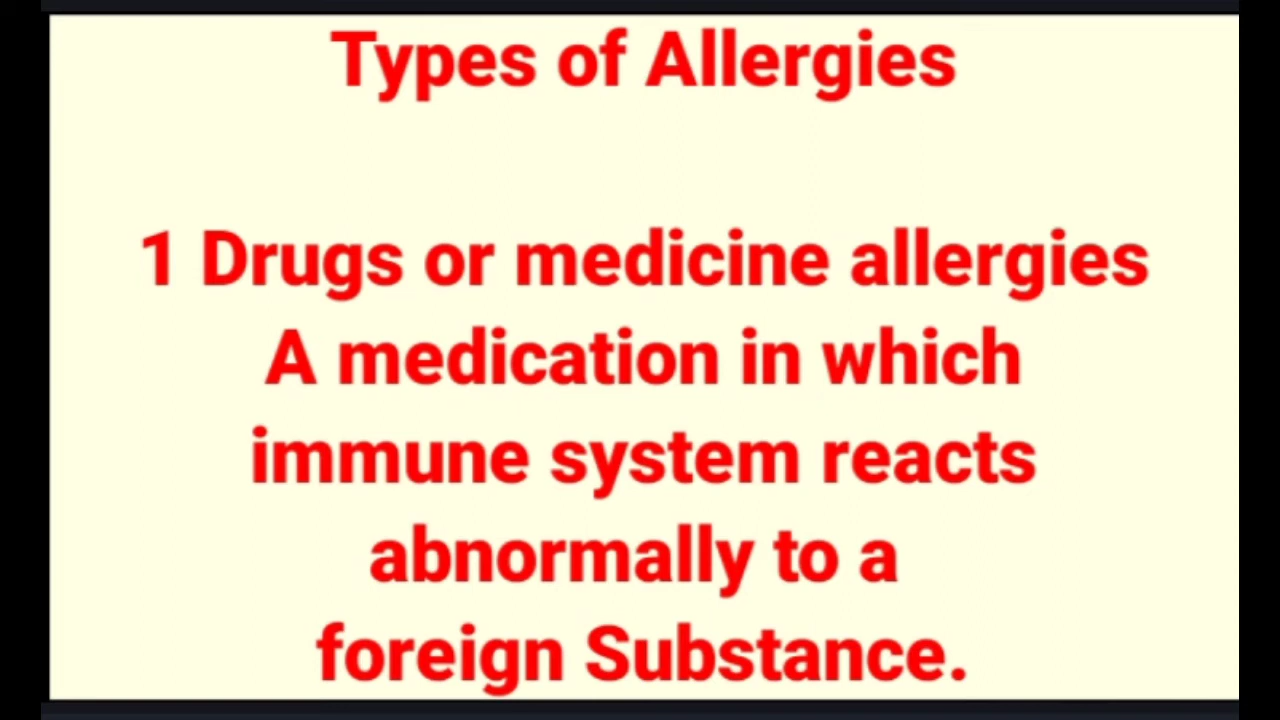 Types of Allergies
1 Drugs or medicine allergies
A medication in which
immune system reacts
abnormally to a
foreign Substance.